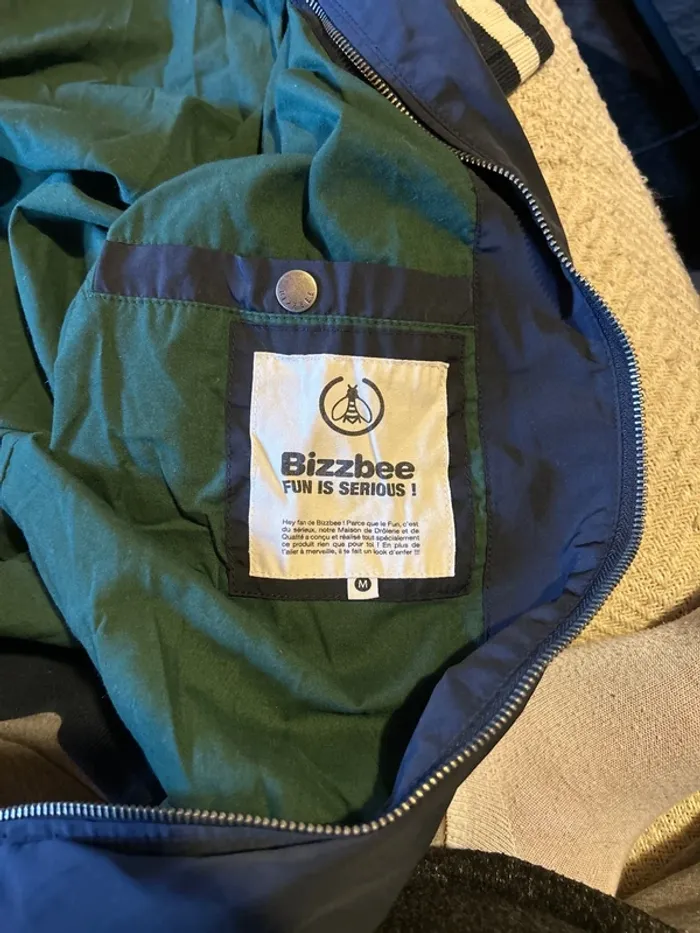 Bizzbee
FUN IS SERIOUS !
Hey fan de Bizzbee ! Parce que le Fun, c'est
du sérieux, notre Maison de Drôlerie et de
Qualité a conçu et réalisé tout spécialement
ce produit rien que pour toi ! En plus de
t'aller à merveille, il te fait un look d'enfer !!!
M